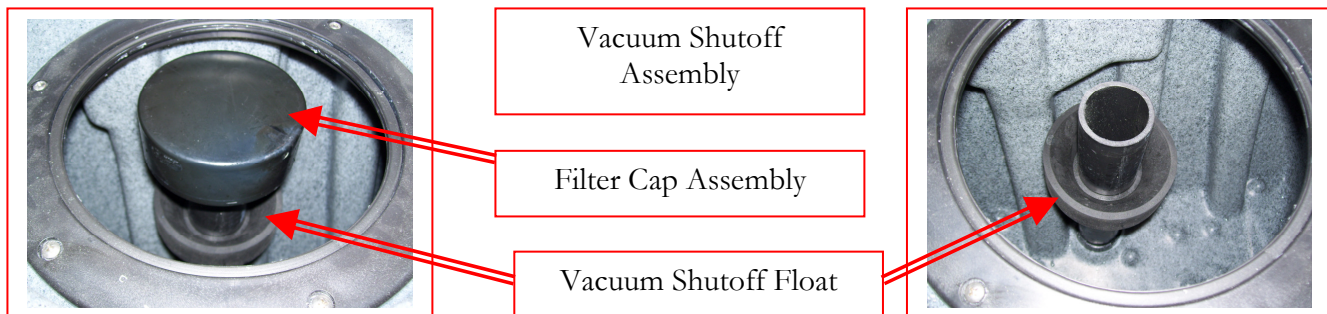 Vacuum Shutoff
Assembly
Filter Cap Assembly
Vacuum Shutoff Float